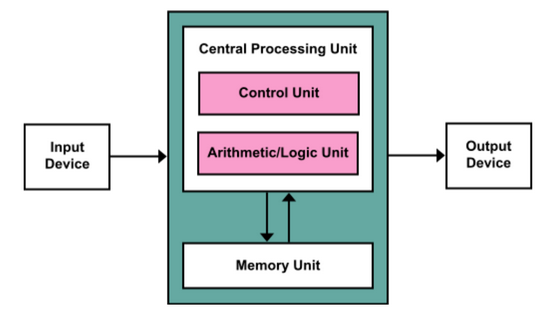 Central Processing Unit
Control Unit
Arithmetic/Logic Unit
Input
Device
Output
Device
Memory Unit